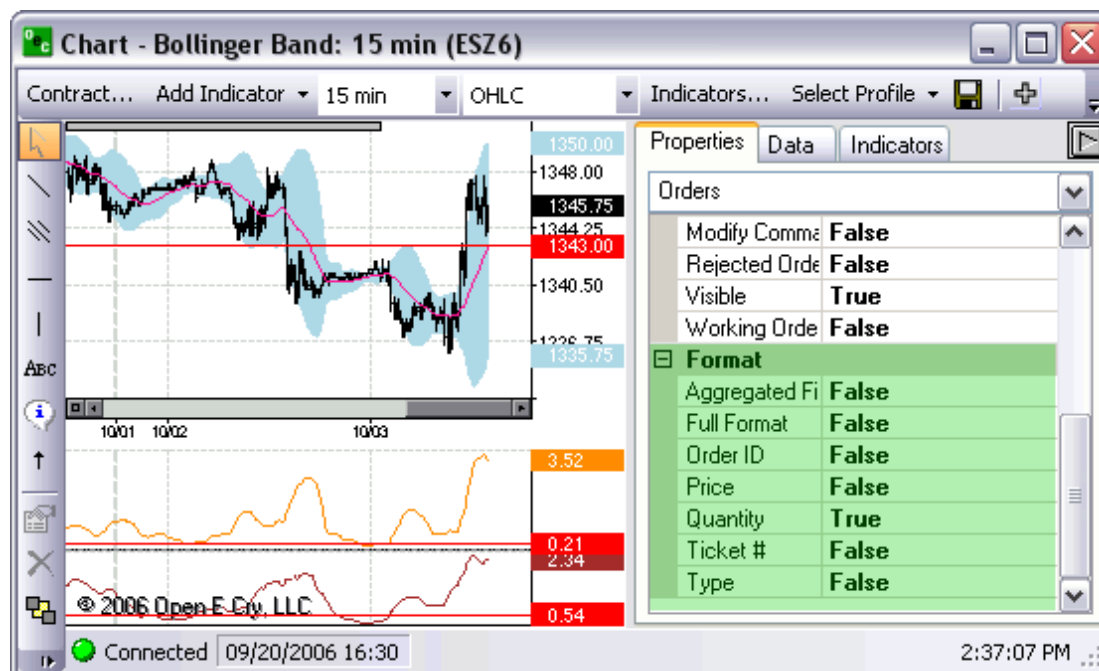 Chart - Bollinger Band: 15 min (ESZ6)
Contract... Add Indicator 15 min OHLC Indicators... Select Profile
Properties Data Indicators
Orders
Modify Comma False
Rejected Orde False
Visible True
Working Orde False
Format
Aggregated Fi False
Full Format False
Order ID False
Price False
Quantity True
Ticket # False
Type False
ABC
1350.00
1348.00
1345.75
1344.25
1343.00
1340.50
1335.75
10/01 10/02 10/03
3.52
0.21
2.34
0.54
© 2006 Open E Cry, LLC
Connected 09/20/2006 16:30 2:37:07 PM